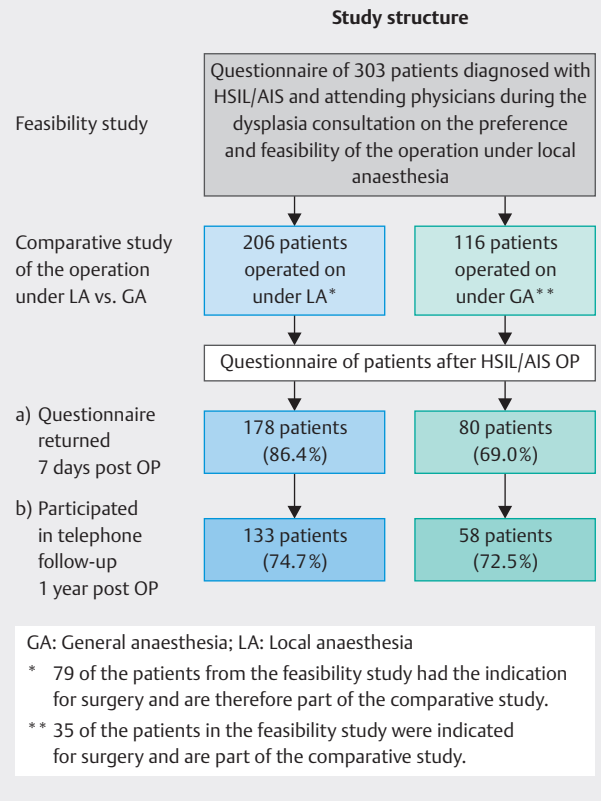 Study structure
Feasibility study
Questionnaire of 303 patients diagnosed with
HSIL/AIS and attending physicians during the
dysplasia consultation on the preference
and feasibility of the operation under local
anaesthesia
Comparative study
of the operation
under LA vs. GA
206 patients
operated on
under LA*
116 patients
operated on
under GA**
Questionnaire of patients after HSIL/AIS OP
a) Questionnaire
returned
7 days post OP
178 patients
(86.4%)
80 patients
(69.0%)
b) Participated
in telephone
follow-up
1 year post OP
133 patients
(74.7%)
58 patients
(72.5%)
GA: General anaesthesia; LA: Local anaesthesia
* 79 of the patients from the feasibility study had the indication
for surgery and are therefore part of the comparative study.
** 35 of the patients in the feasibility study were indicated
for surgery and are part of the comparative study.